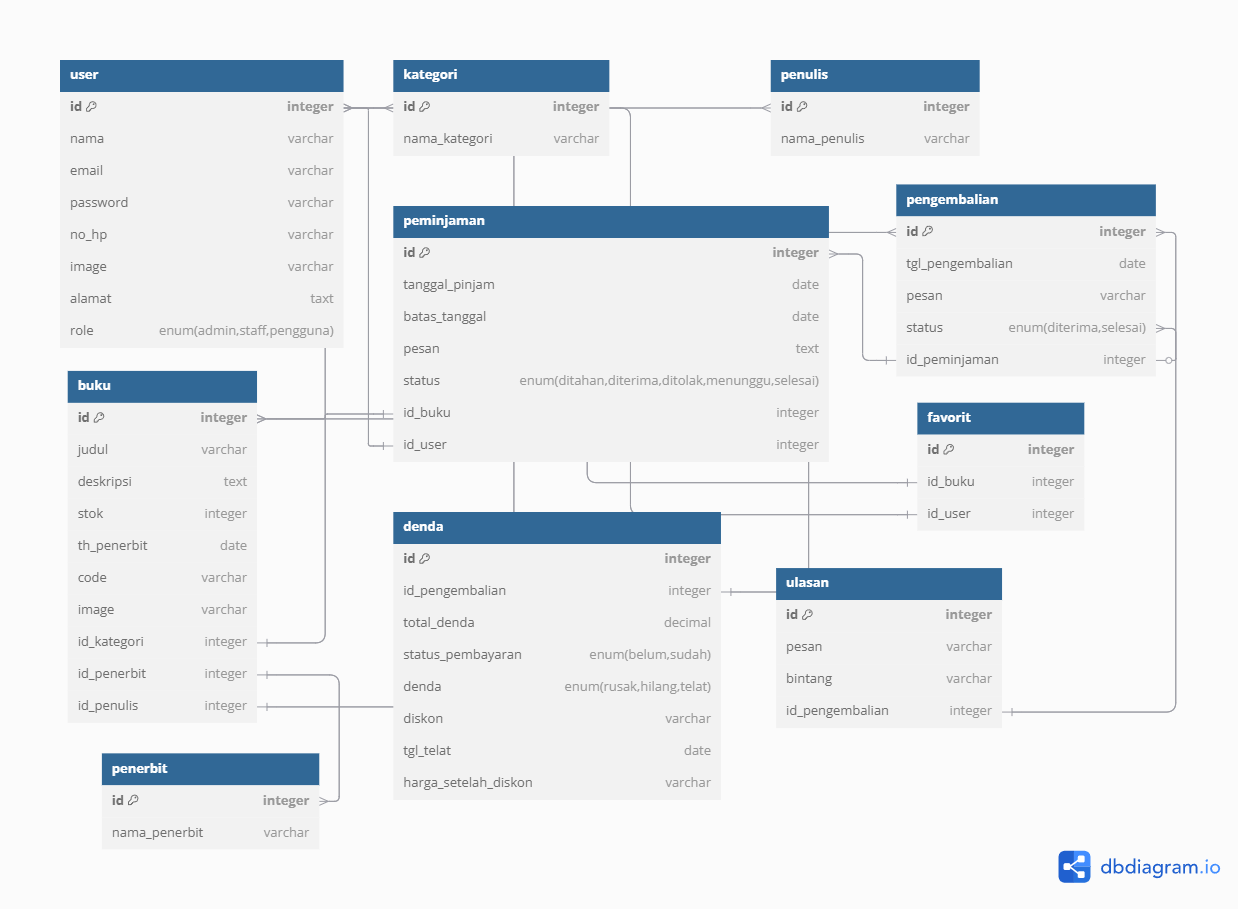 user
id integer
nama varchar
email varchar
password varchar
no_hp varchar
image varchar
alamat taxt
role enum(admin,staff,pengguna)
kategori
id integer
nama_kategori varchar
penulis
id integer
nama_penulis varchar
peminjaman
id integer
tanggal_pinjam date
batas_tanggal date
pesan text
status enum(ditahan,diterima,ditolak,menunggu,selesai)
id_buku integer
id_user integer
pengembalian
id integer
tgl_pengembalian date
pesan varchar
status enum(diterima,selesai)
id_peminjaman integer
buku
id integer
judul varchar
deskripsi text
stok integer
th_penerbit date
code varchar
image varchar
id_kategori integer
id_penerbit integer
id_penulis integer
favorit
id integer
id_buku integer
id_user integer
denda
id integer
id_pengembalian integer
total_denda decimal
status_pembayaran enum(belum,sudah)
denda enum(rusak,hilang,telat)
diskon varchar
tgl_telat date
harga_setelah_diskon varchar
ulasan
id integer
pesan varchar
bintang varchar
id_pengembalian integer
penerbit
id integer
nama_penerbit varchar
dbdiagram.io